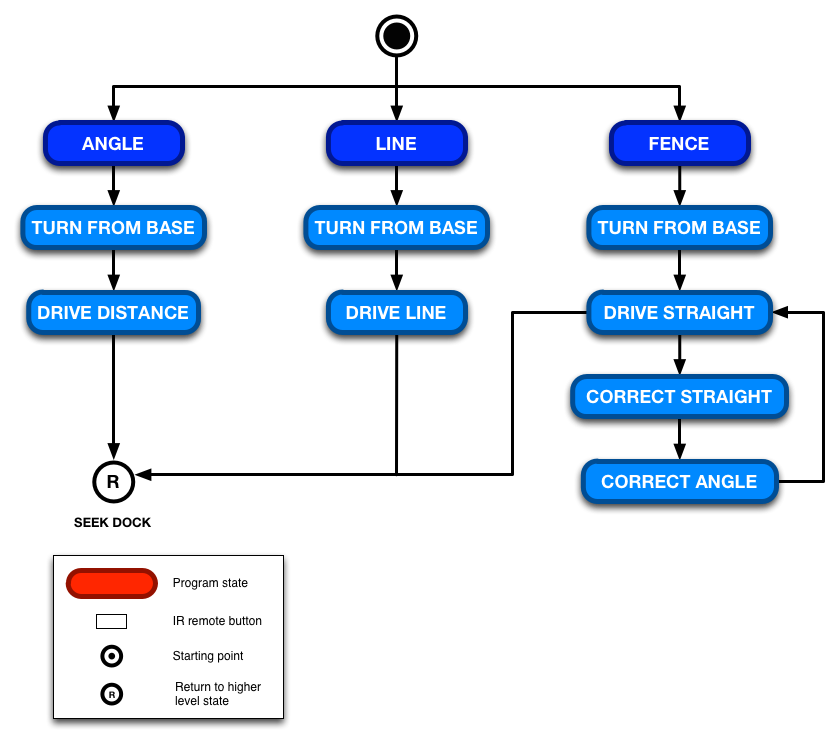 ANGLE
LINE
FENCE
TURN FROM BASE
TURN FROM BASE
TURN FROM BASE
DRIVE DISTANCE
DRIVE LINE
DRIVE STRAIGHT
CORRECT STRAIGHT
CORRECT ANGLE
R
SEEK DOCK
Program state
IR remote button
Starting point
R
Return to higher
level state